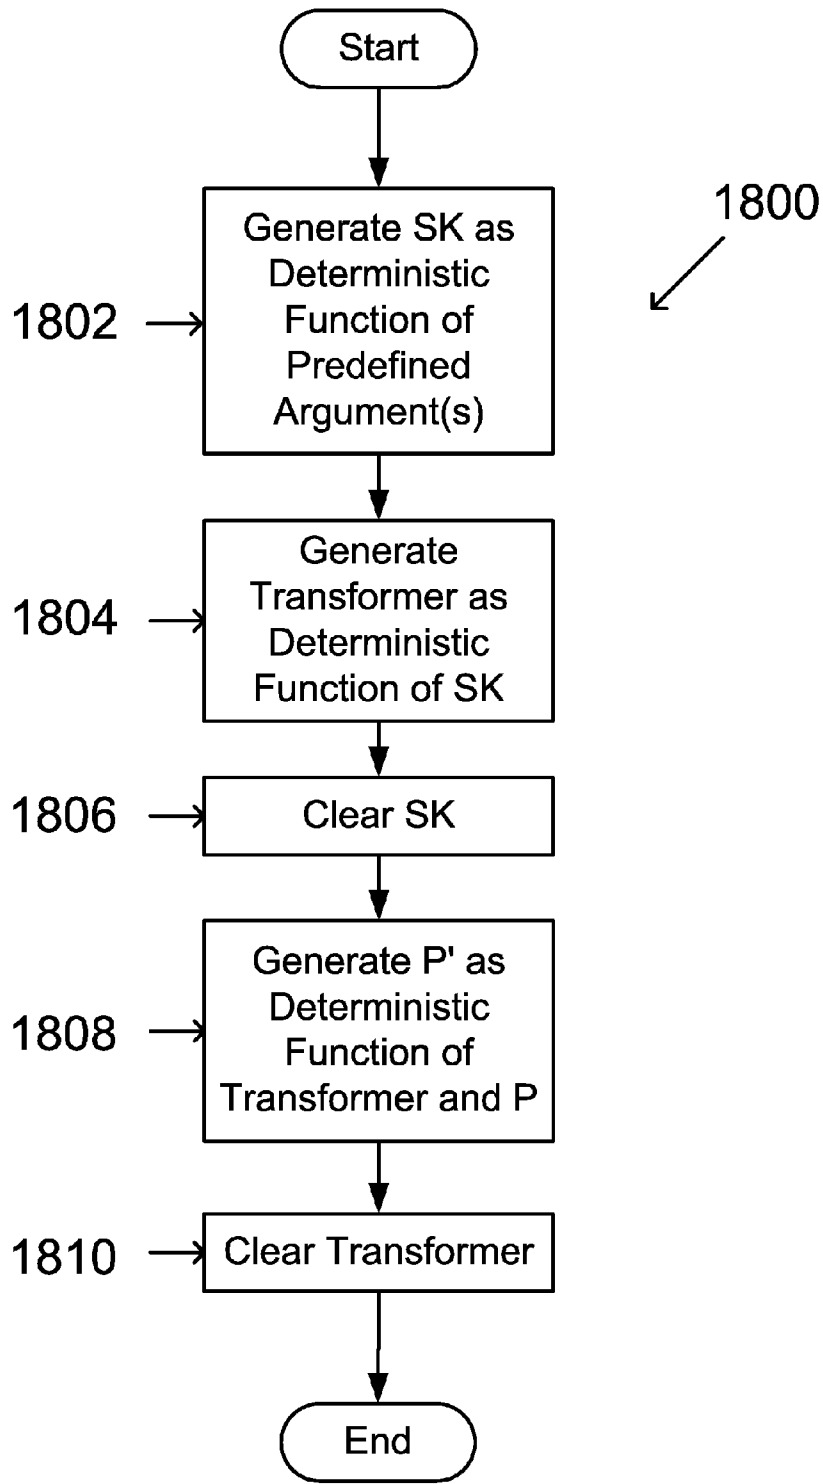 Start
1800
Generate SK as
Deterministic
Function of
Predefined
Argument(s)
1802
Generate
Transformer as
Deterministic
Function of SK
1804
Clear SK
1806
Generate P' as
Deterministic
Function of
Transformer and P
1808
Clear Transformer
1810
End